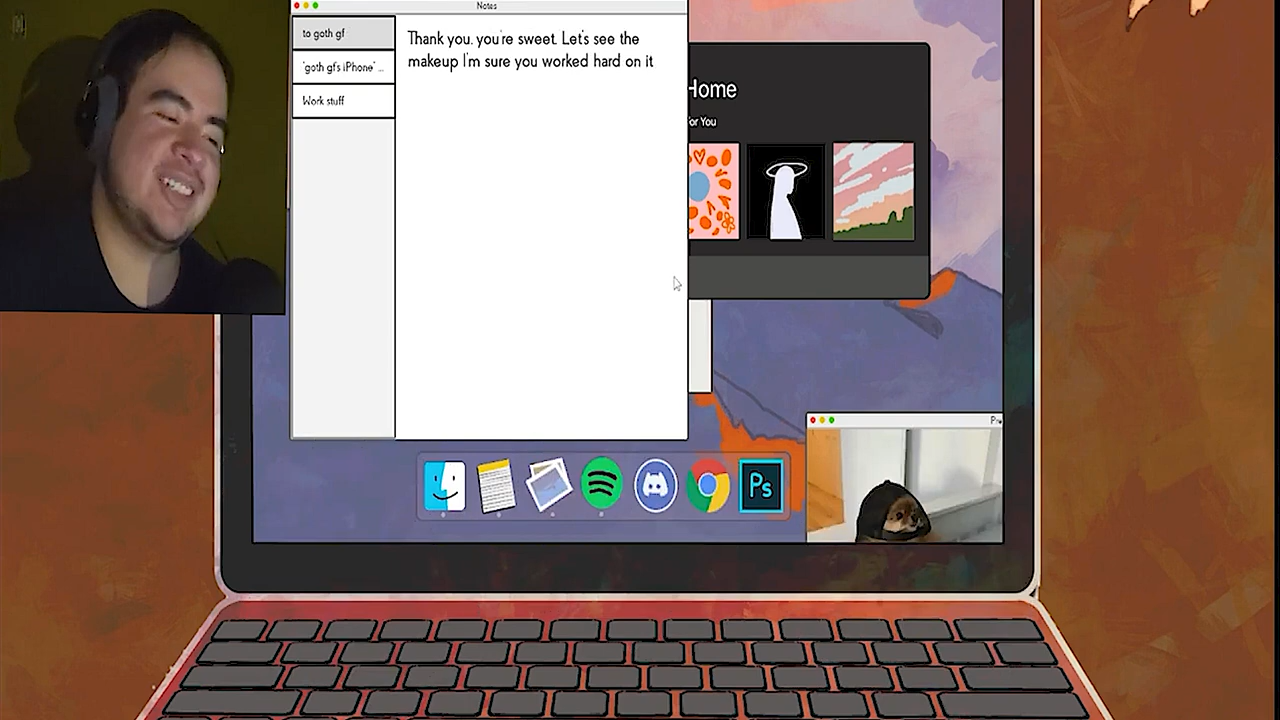 Notes
to goth gf
"goth gf's iPhone" ...
Work stuff
Thank you, you're sweet. Let's see the
makeup I'm sure you worked hard on it
Home
For You
Ps